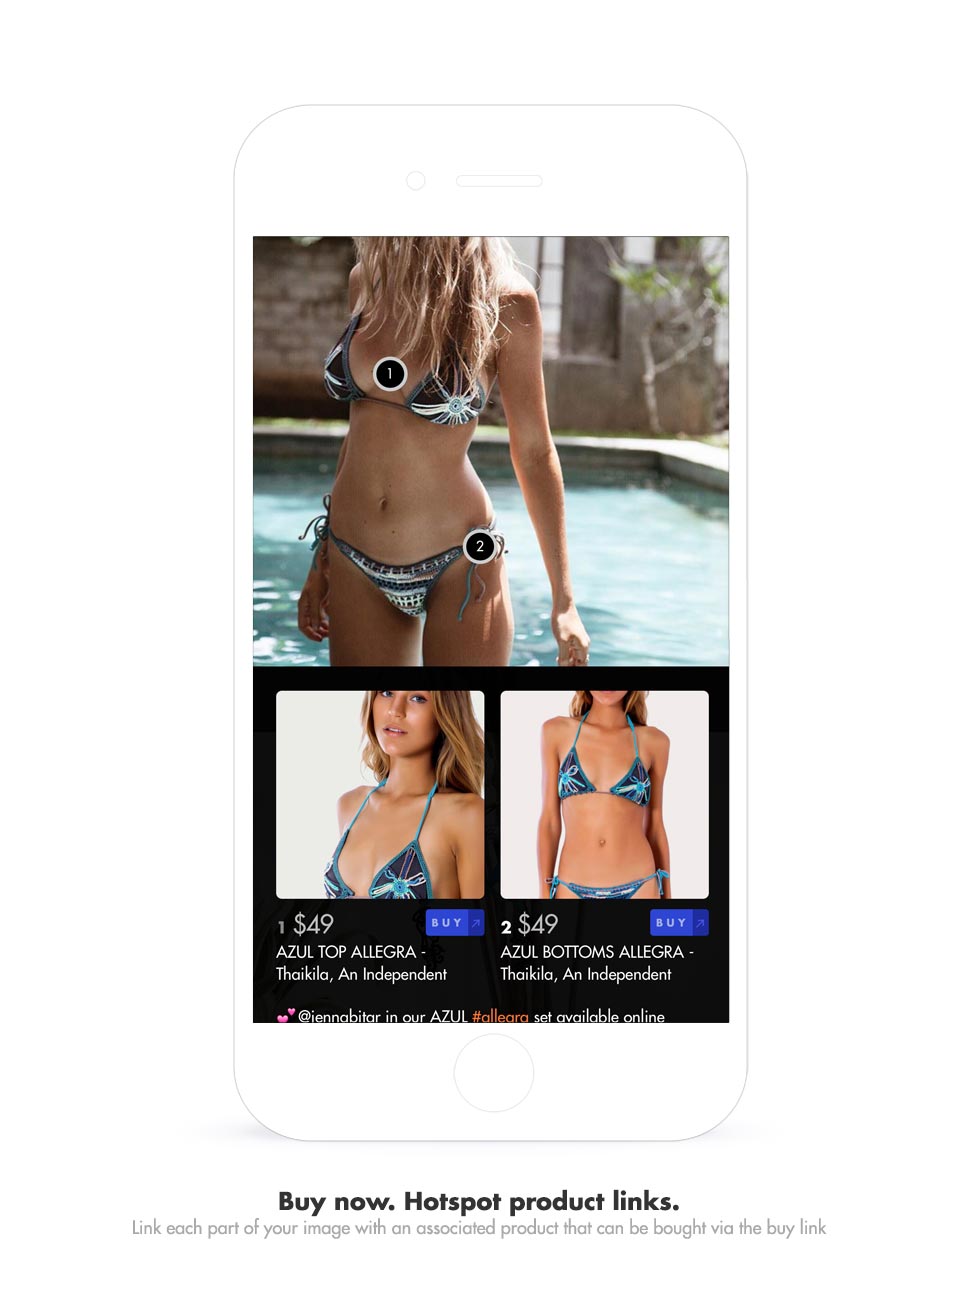 1
2
1 $49 BUY
AZUL TOP ALLEGRA -
Thaikila, An Independent
2 $49 BUY
AZUL BOTTOMS ALLEGRA -
Thaikila, An Independent
💕@jennabitar in our AZUL #allegra set available online
Buy now. Hotspot product links.
Link each part of your image with an associated product that can be bought via the buy link